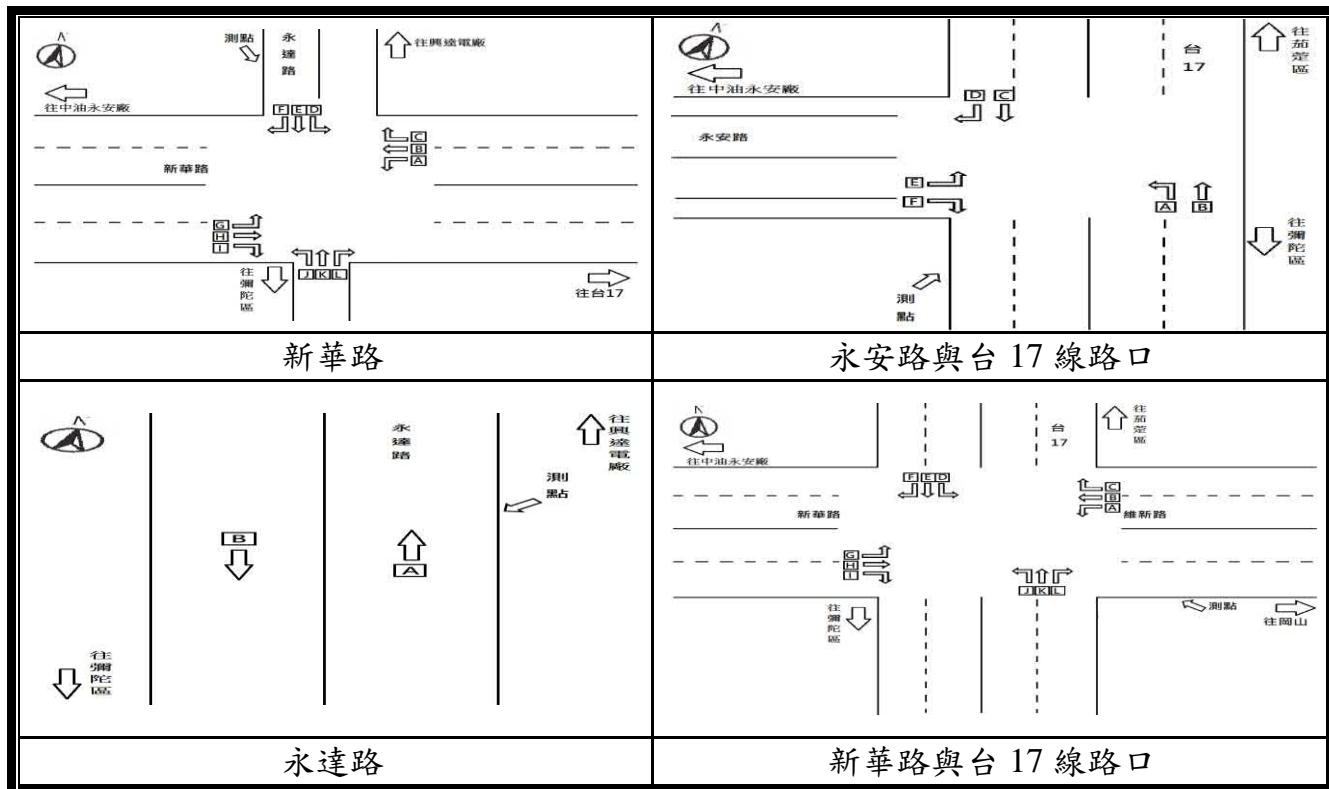 N
測點
永達路
往興達電廠
往中油永安廠
F E D
C
B
A
新華路
G
H
I
J K L
往彌陀區
往台17
新華路
N
台17
往茄萣區
往中油永安廠
D C
永安路
E
F
A B
往彌陀區
測點
永安路與台 17 線路口
N
永達路
往興達電廠
測點
B
A
往彌陀區
永達路
N
台17
往茄萣區
往中油永安廠
F E D
C
B
A
新華路
維新路
G
H
I
J K L
往彌陀區
測點
往岡山
新華路與台 17 線路口